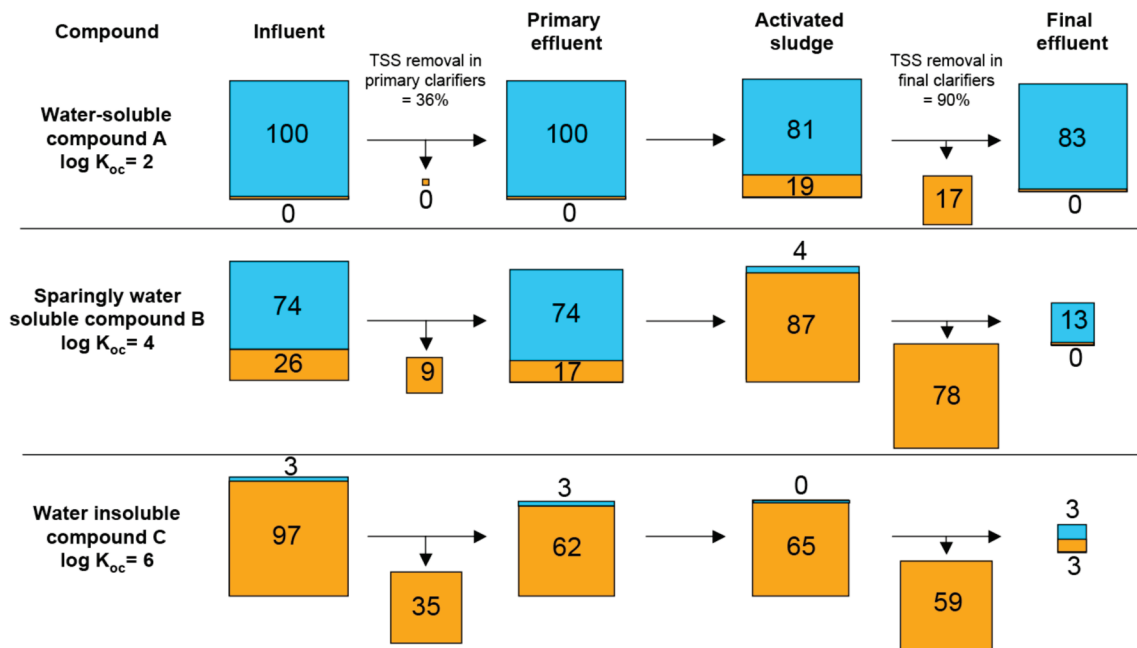 Compound
Influent
TSS removal in
primary clarifiers
= 36%
Primary
effluent
Activated
sludge
TSS removal in
final clarifiers
= 90%
Final
effluent
Water-soluble
compound A
log Koc= 2
100
0
0
100
0
81
19
17
83
0
Sparingly water
soluble compound B
log Koc= 4
74
26
9
74
17
4
87
78
13
0
Water insoluble
compound C
log Koc= 6
3
97
35
3
62
0
65
59
3
3